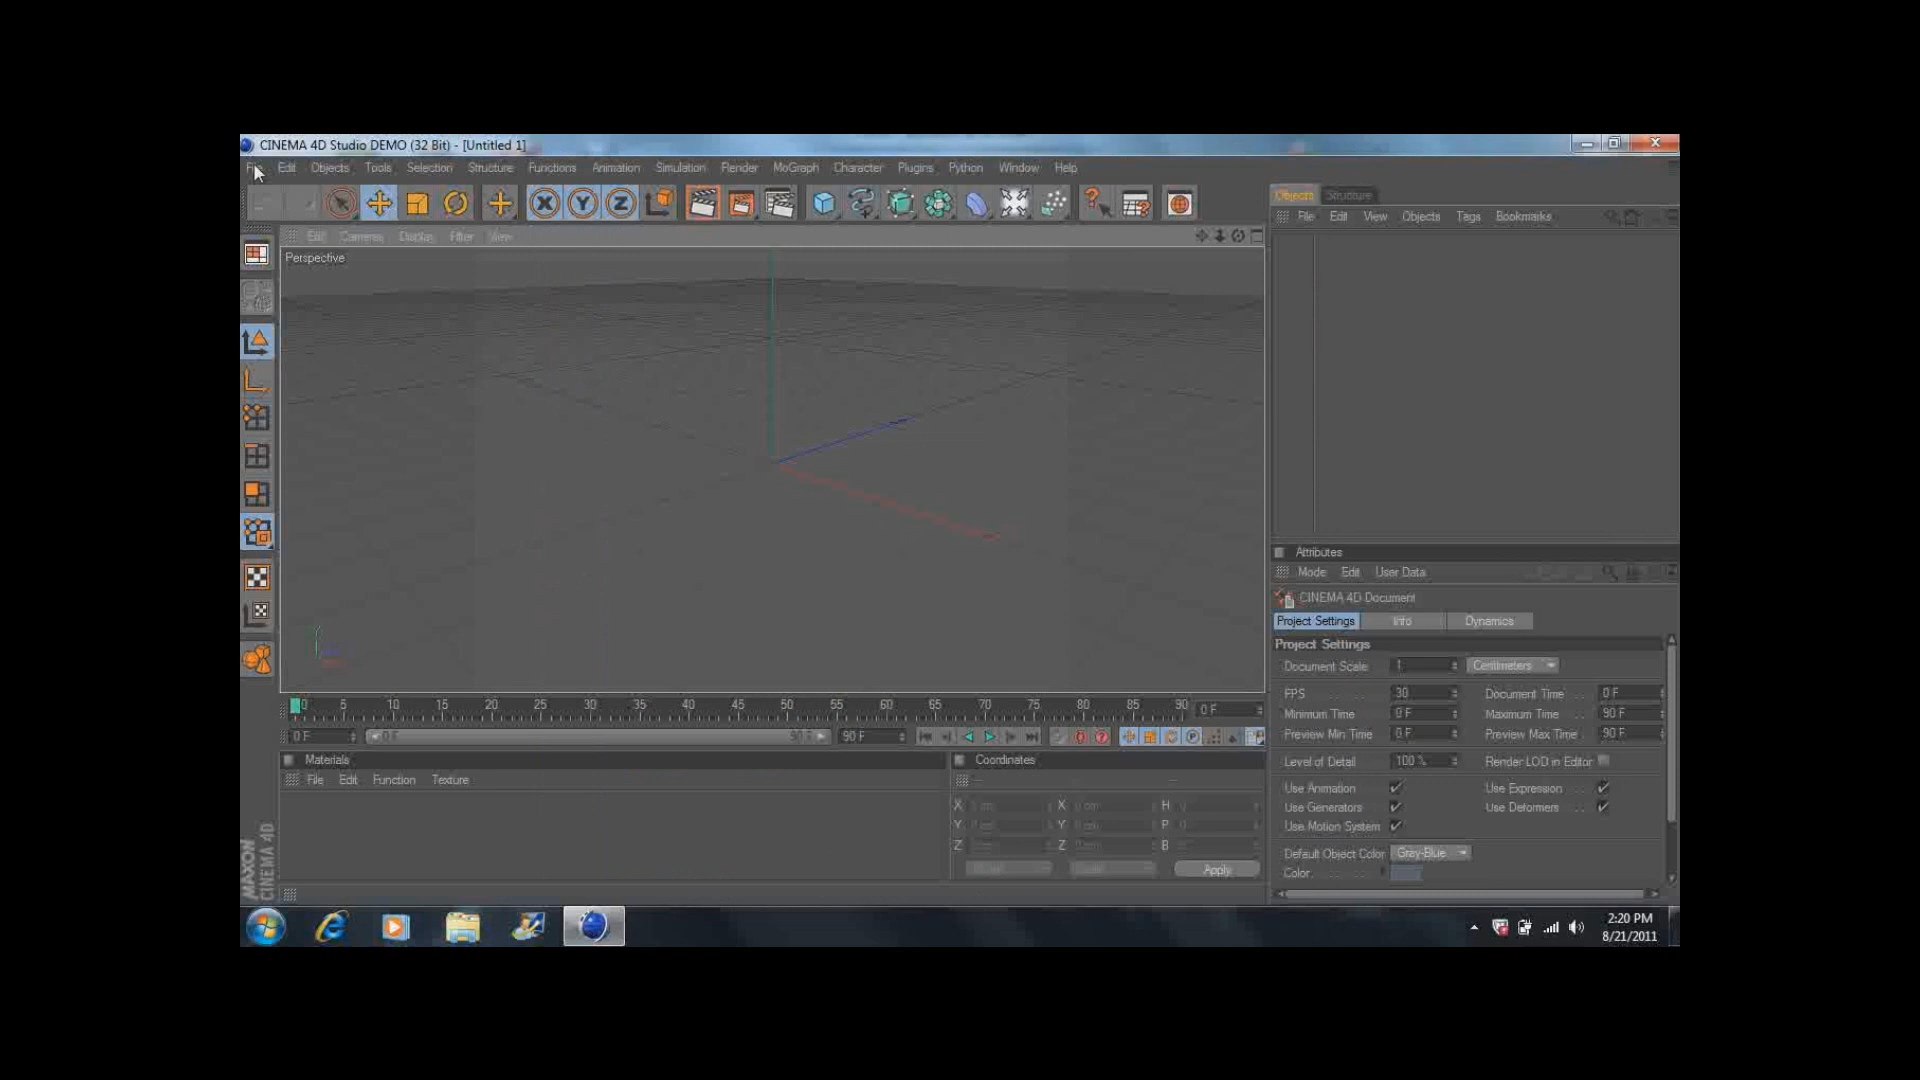 CINEMA 4D Studio DEMO (32 Bit) - [Untitled 1]
File Edit Objects Tools Selection Structure Functions Animation Simulation Render MoGraph Character Plugins Python Window Help
X Y Z
Objects Structure
File Edit View Objects Tags Bookmarks
Edit Cameras Display Filter View
Perspective
Attributes
Mode Edit User Data
CINEMA 4D Document
Project Settings Info Dynamics
Project Settings
Document Scale 1 Centimeters
FPS 30 Document Time 0 F
Minimum Time 0 F Maximum Time 90 F
Preview Min Time 0 F Preview Max Time 90 F
Level of Detail 100 % Render LOD in Editor
Use Animation Use Expression
Use Generators Use Deformers
Use Motion System
Default Object Color Gray-Blue
Color
0 5 10 15 20 25 30 35 40 45 50 55 60 65 70 75 80 85 90 0 F
0 F 0 F 90 F 90 F
Materials
File Edit Function Texture
Coordinates
X X H
Y Y P
Z Z B
Apply
MAXON
CINEMA 4D
2:20 PM
8/21/2011